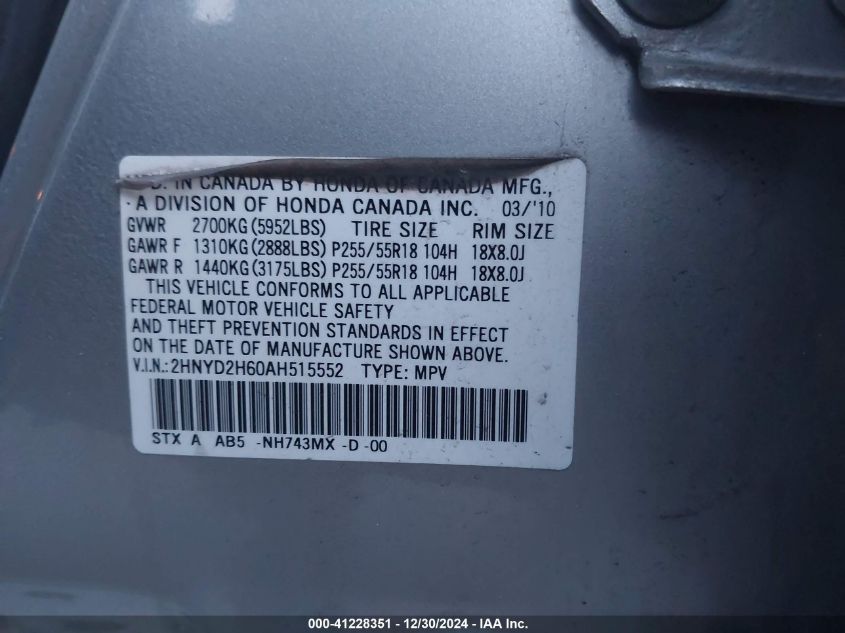 MFD. IN CANADA BY HONDA OF CANADA MFG.,
A DIVISION OF HONDA CANADA INC. 03/'10
GVWR 2700KG(5952LBS) TIRE SIZE RIM SIZE
GAWR F 1310KG(2888LBS) P255/55R18 104H 18X8.0J
GAWR R 1440KG(3175LBS) P255/55R18 104H 18X8.0J
THIS VEHICLE CONFORMS TO ALL APPLICABLE
FEDERAL MOTOR VEHICLE SAFETY
AND THEFT PREVENTION STANDARDS IN EFFECT
ON THE DATE OF MANUFACTURE SHOWN ABOVE.
V.I.N.: 2HNYD2H60AH515552 TYPE: MPV
STX A AB5 -NH743MX -D -00
000-41228351 - 12/30/2024 - IAA Inc.